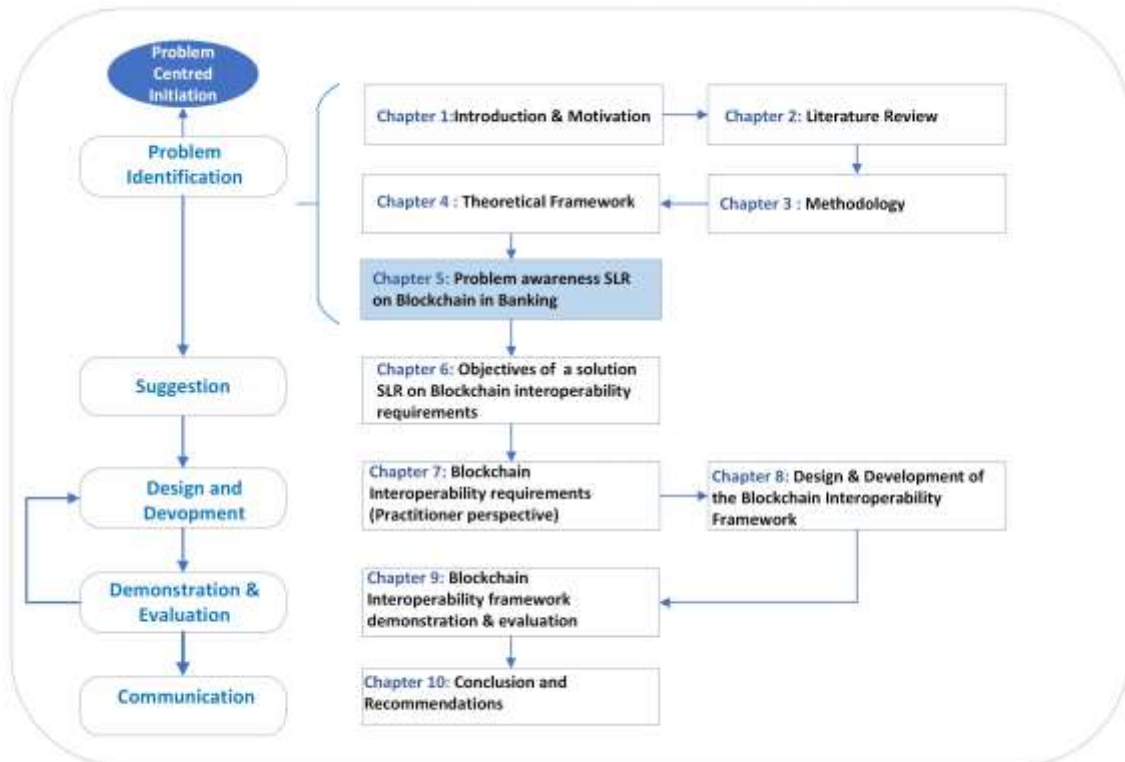 Problem
Centred
Initiation
Problem
Identification
Suggestion
Design and
Devopment
Demonstration &
Evaluation
Communication
Chapter 1:Introduction & Motivation
Chapter 2: Literature Review
Chapter 4 : Theoretical Framework
Chapter 3 : Methodology
Chapter 5: Problem awareness SLR
on Blockchain in Banking
Chapter 6: Objectives of a solution
SLR on Blockchain interoperability
requirements
Chapter 7: Blockchain
Interoperability requirements
(Practitioner perspective)
Chapter 8: Design & Development of
the Blockchain Interoperability
Framework
Chapter 9: Blockchain
Interoperability framework
demonstration & evaluation
Chapter 10: Conclusion and
Recommendations